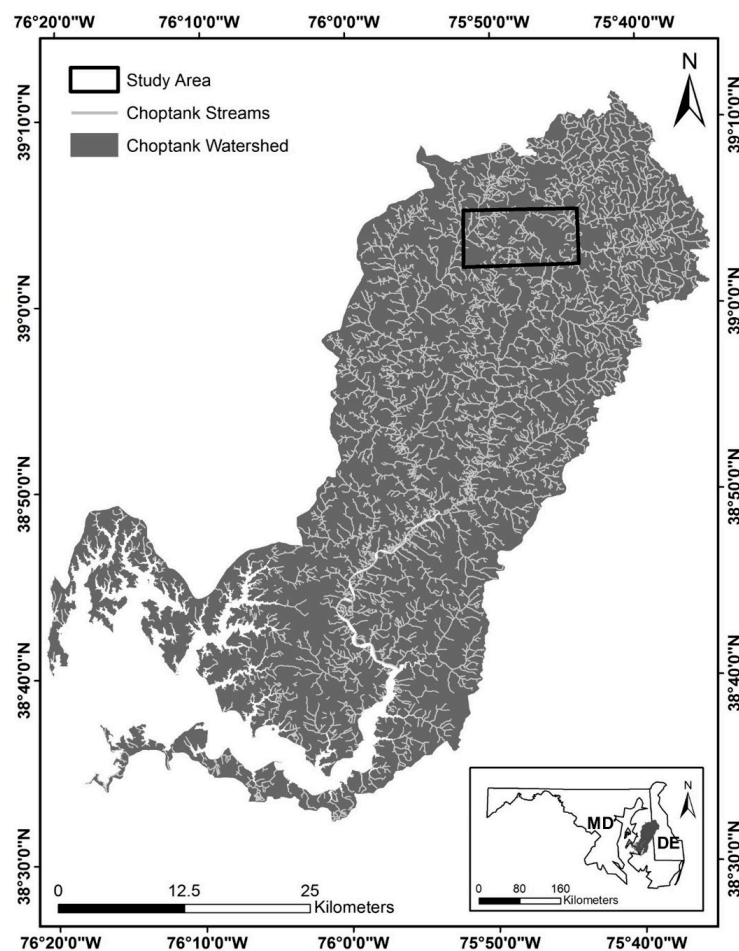 76°20'0"W 76°10'0"W 76°0'0"W 75°50'0"W 75°40'0"W
N
Study Area
Choptank Streams
Choptank Watershed
39°10'0"N
39°10'0"N
39°0'0"N
39°0'0"N
38°50'0"N
38°50'0"N
38°40'0"N
38°40'0"N
38°30'0"N
38°30'0"N
N
MD
DE
0 80 160
Kilometers
0 12.5 25
Kilometers
76°20'0"W 76°10'0"W 76°0'0"W 75°50'0"W 75°40'0"W